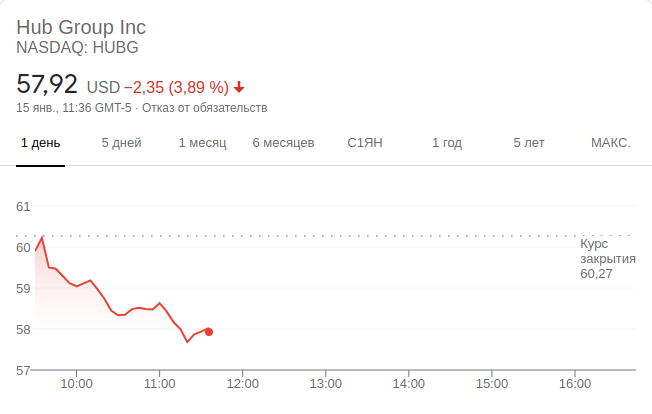 Hub Group Inc
NASDAQ: HUBG
57,92 USD −2,35 (3,89 %)
15 янв., 11:36 GMT-5 · Отказ от обязательств
1 день 5 дней 1 месяц 6 месяцев С1ЯН 1 год 5 лет МАКС.
61
60
59
58
57
Курс
закрытия
60,27
10:00 11:00 12:00 13:00 14:00 15:00 16:00